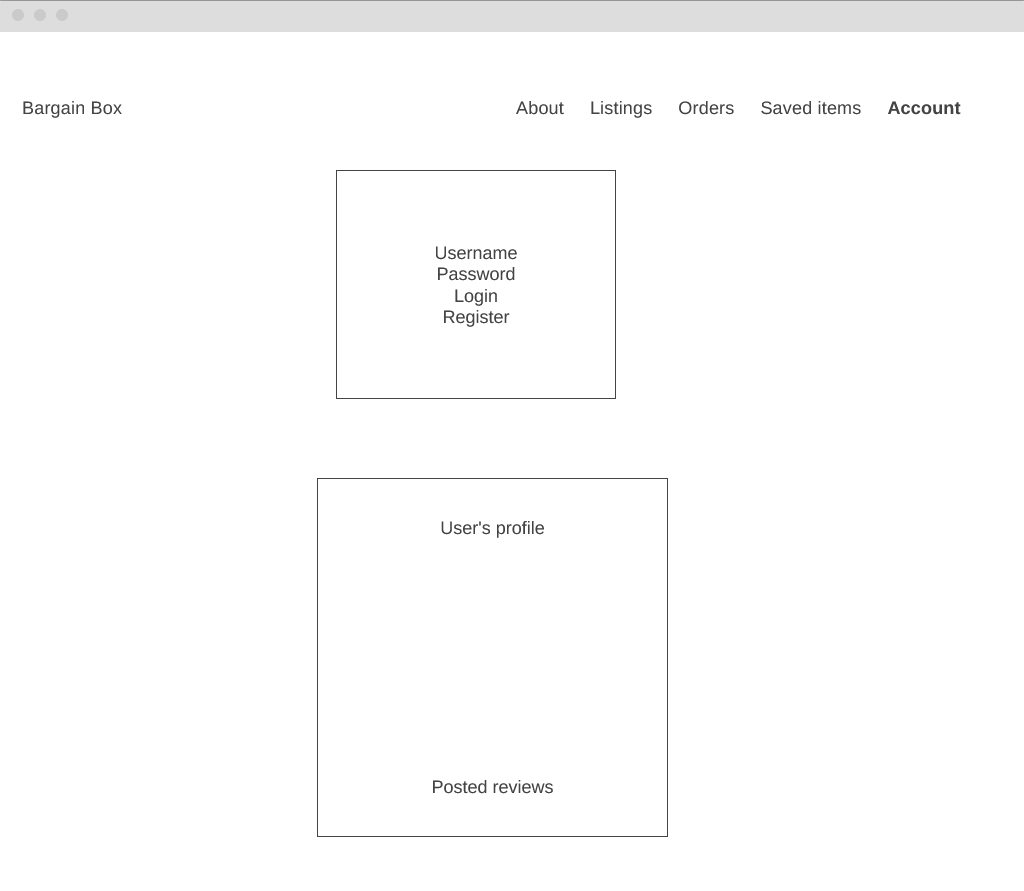 Bargain Box
About Listings Orders Saved items Account
Username
Password
Login
Register
User's profile
Posted reviews